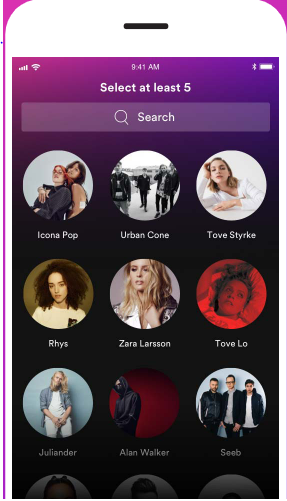 9:41 AM
Select at least 5
Search
Icona Pop
Urban Cone
Tove Styrke
Rhys
Zara Larsson
Tove Lo
Juliander
Alan Walker
Seeb